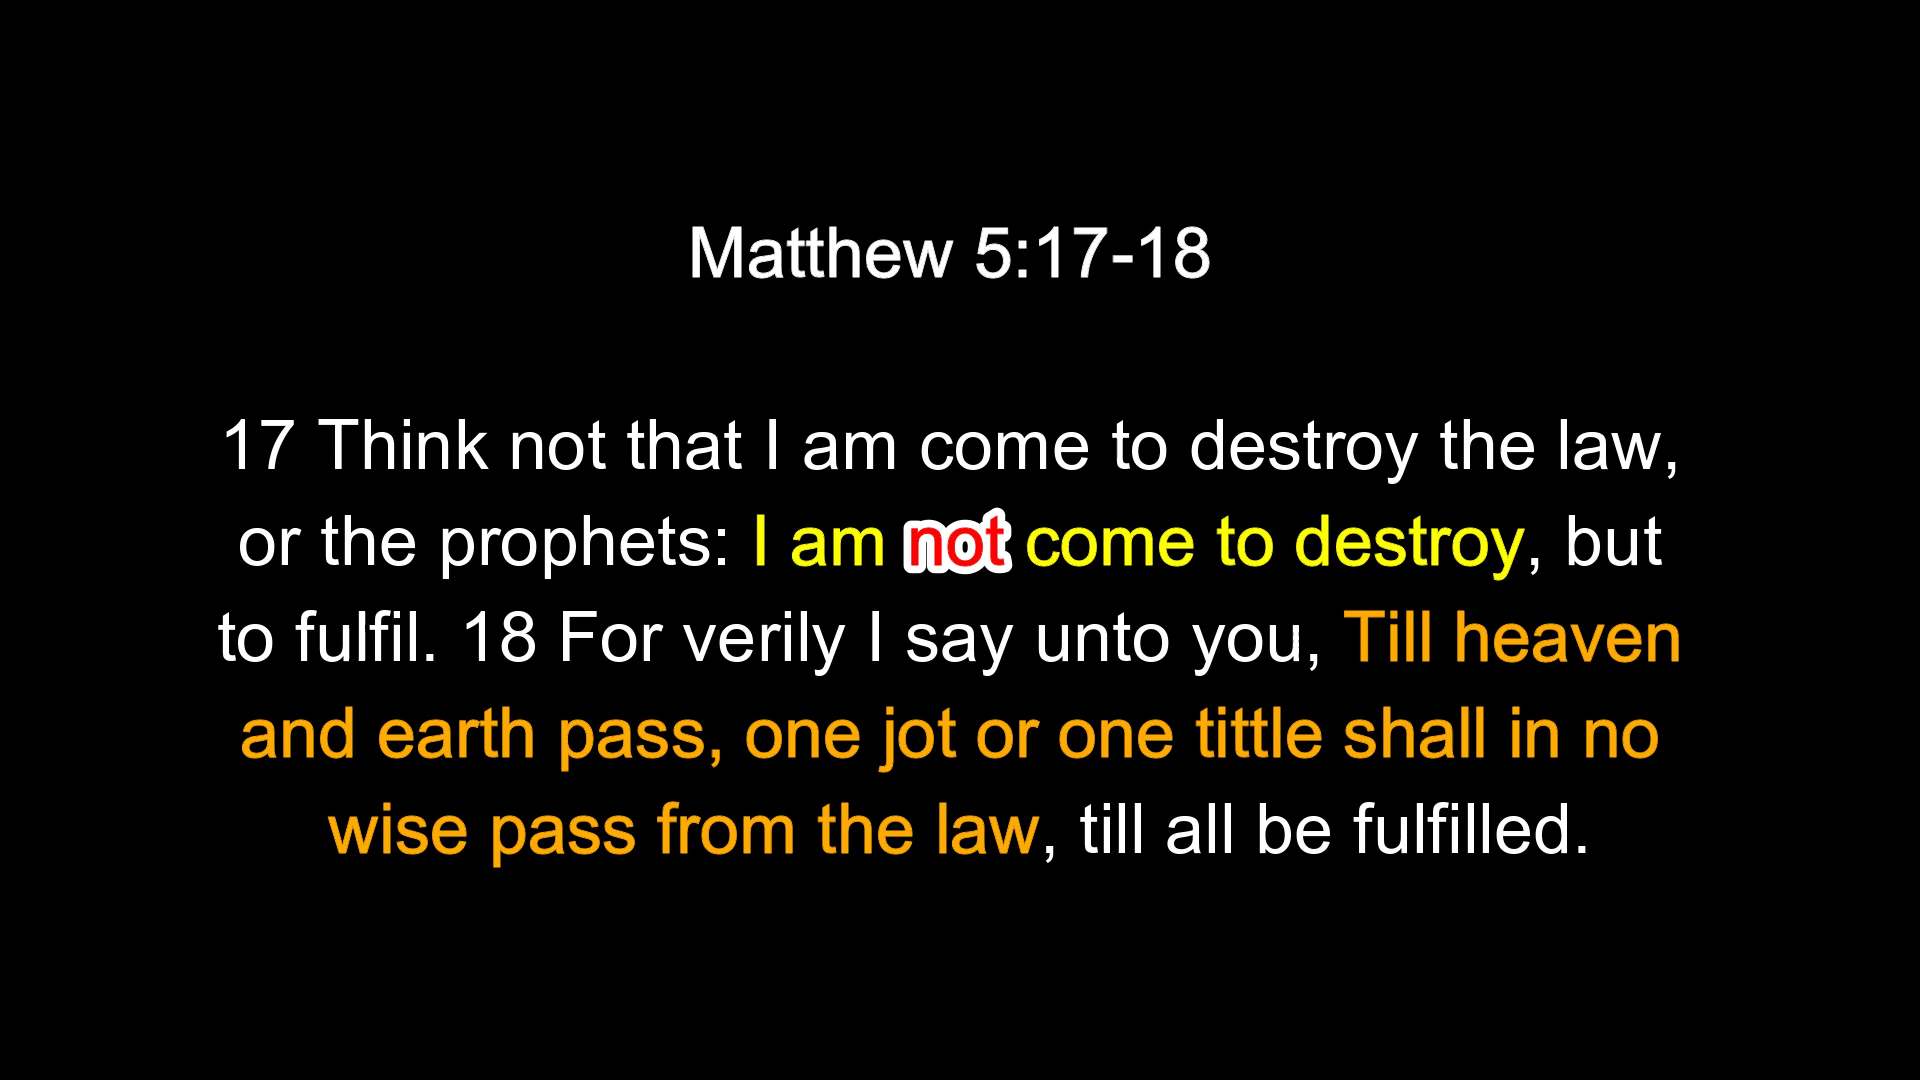 Matthew 5:17-18
17 Think not that I am come to destroy the law,
or the prophets: I am not come to destroy, but
to fulfil. 18 For verily I say unto you, Till heaven
and earth pass, one jot or one tittle shall in no
wise pass from the law, till all be fulfilled.